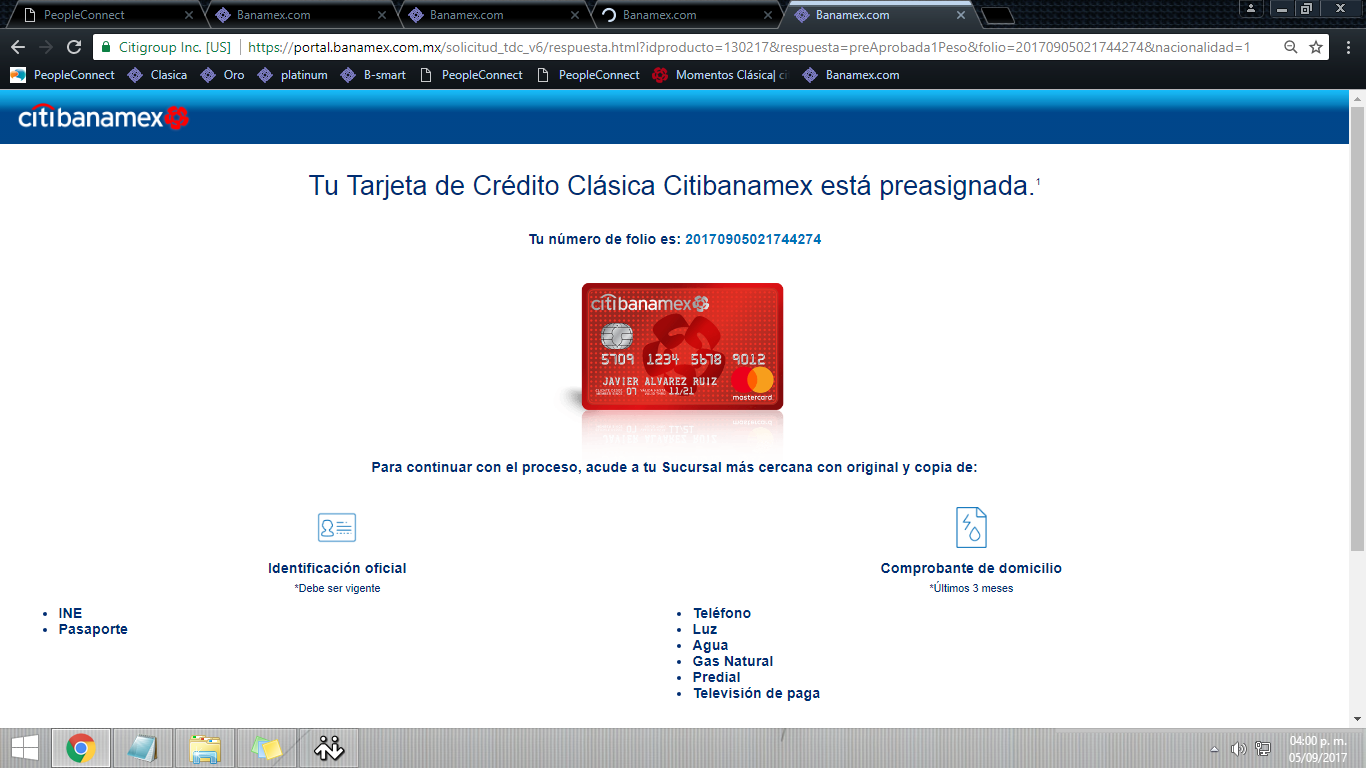 PeopleConnect
Banamex.com
Banamex.com
Banamex.com
Banamex.com
Citigroup Inc. [US]
https://portal.banamex.com.mx/solicitud_tdc_v6/respuesta.html?idproducto=130217&respuesta=preAprobada1Peso&folio=20170905021744274&nacionalidad=1
PeopleConnect
Clasica
Oro
platinum
B-smart
PeopleConnect
PeopleConnect
Momentos Clásica| ci
Banamex.com
citibanamex
Tu Tarjeta de Crédito Clásica Citibanamex está preasignada.1
Tu número de folio es: 20170905021744274
citibanamex
5709 1234 5678 9012
JAVIER ALVAREZ RUIZ
07 11/21
mastercard
Para continuar con el proceso, acude a tu Sucursal más cercana con original y copia de:
Identificación oficial
*Debe ser vigente
• INE
• Pasaporte
Comprobante de domicilio
*Últimos 3 meses
• Teléfono
• Luz
• Agua
• Gas Natural
• Predial
• Televisión de paga
04:00 p. m.
05/09/2017